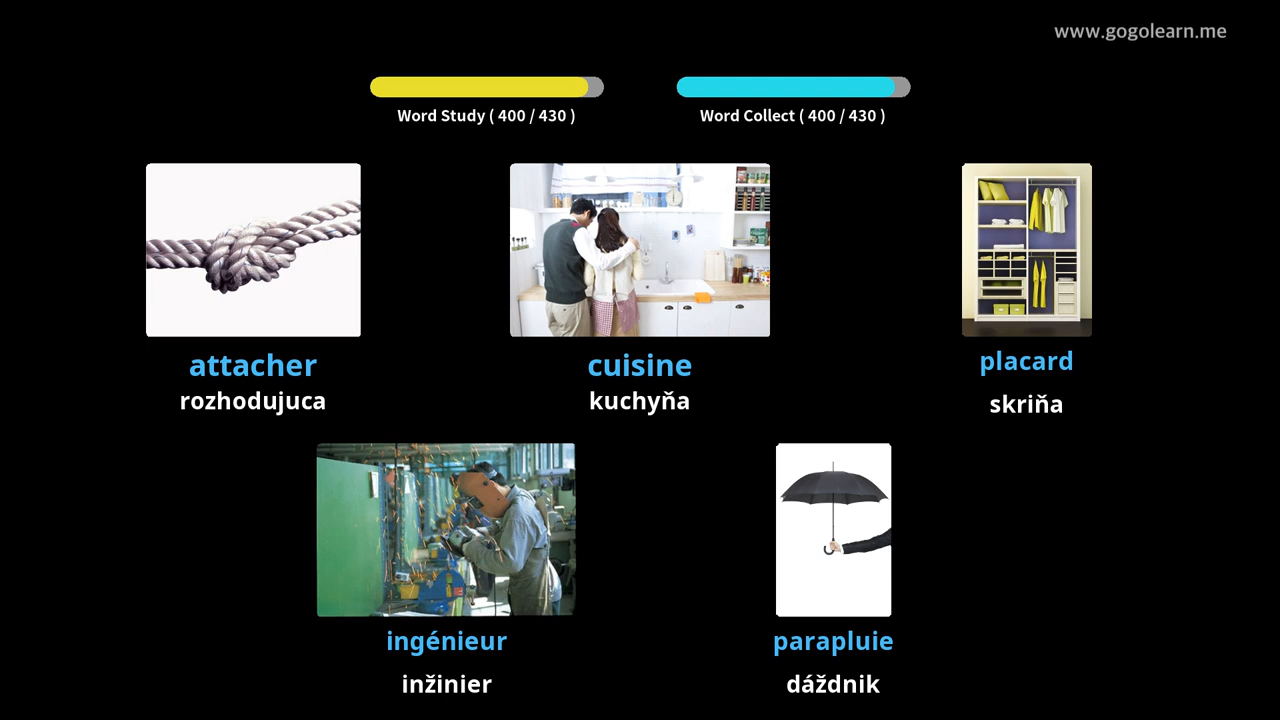 www.gogolearn.me
Word Study ( 400 / 430 )
Word Collect ( 400 / 430 )
attacher
rozhodujuca
cuisine
kuchyňa
placard
skriňa
ingénieur
inžinier
parapluie
dáždnik